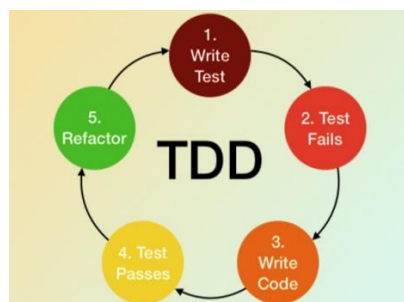 1.
Write
Test
2. Test
Fails
3.
Write
Code
4. Test
Passes
5.
Refactor
TDD